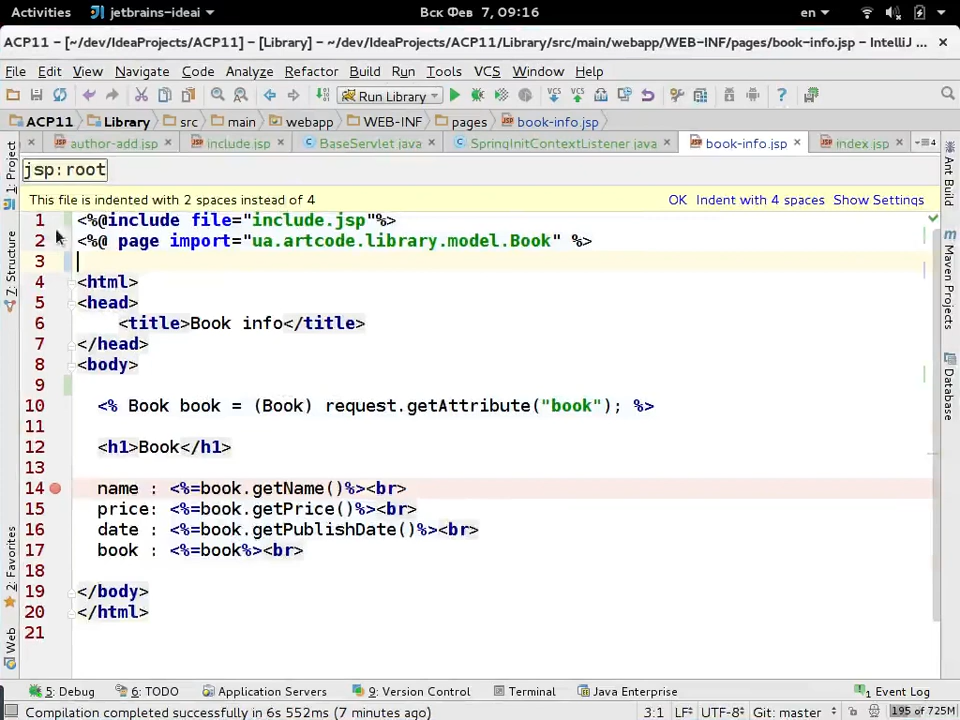 Activities jetbrains-ideai Вск Фев 7, 09:16 en
ACP11 – [~/dev/IdeaProjects/ACP11] – [Library] – ~/dev/IdeaProjects/ACP11/Library/src/main/webapp/WEB-INF/pages/book-info.jsp – IntelliJ ...
File Edit View Navigate Code Analyze Refactor Build Run Tools VCS Window Help
Run Library
ACP11 Library src main webapp WEB-INF pages book-info.jsp
author-add.jsp include.jsp BaseServlet.java SpringInitContextListener.java book-info.jsp index.jsp
jsp:root
This file is indented with 2 spaces instead of 4 OK Indent with 4 spaces Show Settings
1 <%@include file="include.jsp"%>
2 <%@ page import="ua.artcode.library.model.Book" %>
3
4 <html>
5 <head>
6 <title>Book info</title>
7 </head>
8 <body>
9
10 <% Book book = (Book) request.getAttribute("book"); %>
11
12 <h1>Book</h1>
13
14 name : <%=book.getName()%><br>
15 price: <%=book.getPrice()%><br>
16 date : <%=book.getPublishDate()%><br>
17 book : <%=book%><br>
18
19 </body>
20 </html>
21
1: Project
7: Structure
2: Favorites
Web
Ant Build
Maven Projects
Database
5: Debug 6: TODO Application Servers 9: Version Control Terminal Java Enterprise 1 Event Log
Compilation completed successfully in 6s 552ms (7 minutes ago) 3:1 LF UTF-8 Git: master 195 of 725M